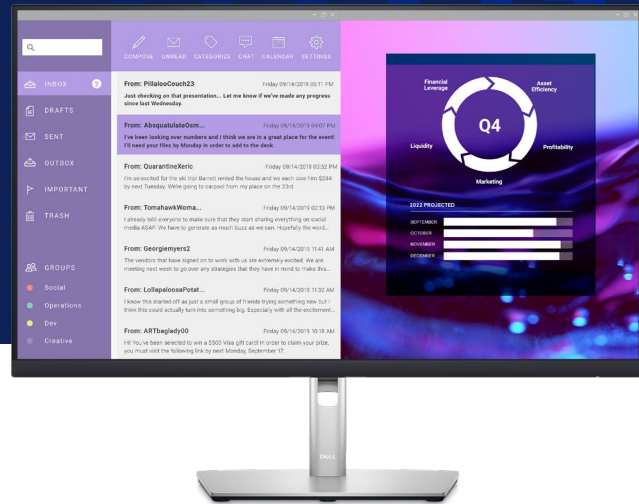 COMPOSE UNREAD CATEGORIZE CHAT CALENDAR SETTINGS
INBOX 2
DRAFTS
SENT
OUTBOX
IMPORTANT
TRASH
GROUPS
Social
Operations
Dev
Creative
From: PillalooCouch23 Friday 09/14/2019 05:11 PM
Just checking on that presentation... Let me know if we've made any progress
since last Wednesday.
From: AbsquatulateOsm... Friday 09/14/2019 04:07 PM
I've been looking over numbers and I think we are in a great place for the event!
I'll need your files by Monday in order to add to the deck.
From: QuarantineXeric Friday 09/14/2019 03:52 PM
I'm so excited for the ski trip! Barrett rented the house and we each owe him $284
by next Tuesday. We're going to carpool from my place on the 23rd.
From: TomahawkWoma... Friday 09/14/2019 02:13 PM
I already told everyone to make sure that they start sharing everything on social
media ASAP. We have to generate as much buzz as we can. Hopefully the word...
From: Georgiemyers2 Friday 09/14/2019 11:41 AM
The vendors that have signed on to work with us are extremely excited. We are
meeting next week to go over any strategies that they have in mind to make this...
From: LollapaloosaPotat... Friday 09/14/2019 11:32 AM
I know this started off as just a small group of friends trying something new but I
think this could actually turn into something big. Especially with all the excitement...
From: ARTbaglady00 Friday 09/14/2019 10:18 AM
Hi! You've been selected to win a $500 Visa gift card! In order to claim your prize,
you must visit the following link by next Monday, September 17.
Financial
Leverage
Asset
Efficiency
Q4
Liquidity
Profitability
Marketing
2022 PROJECTED
SEPTEMBER
OCTOBER
NOVEMBER
DECEMBER
DELL